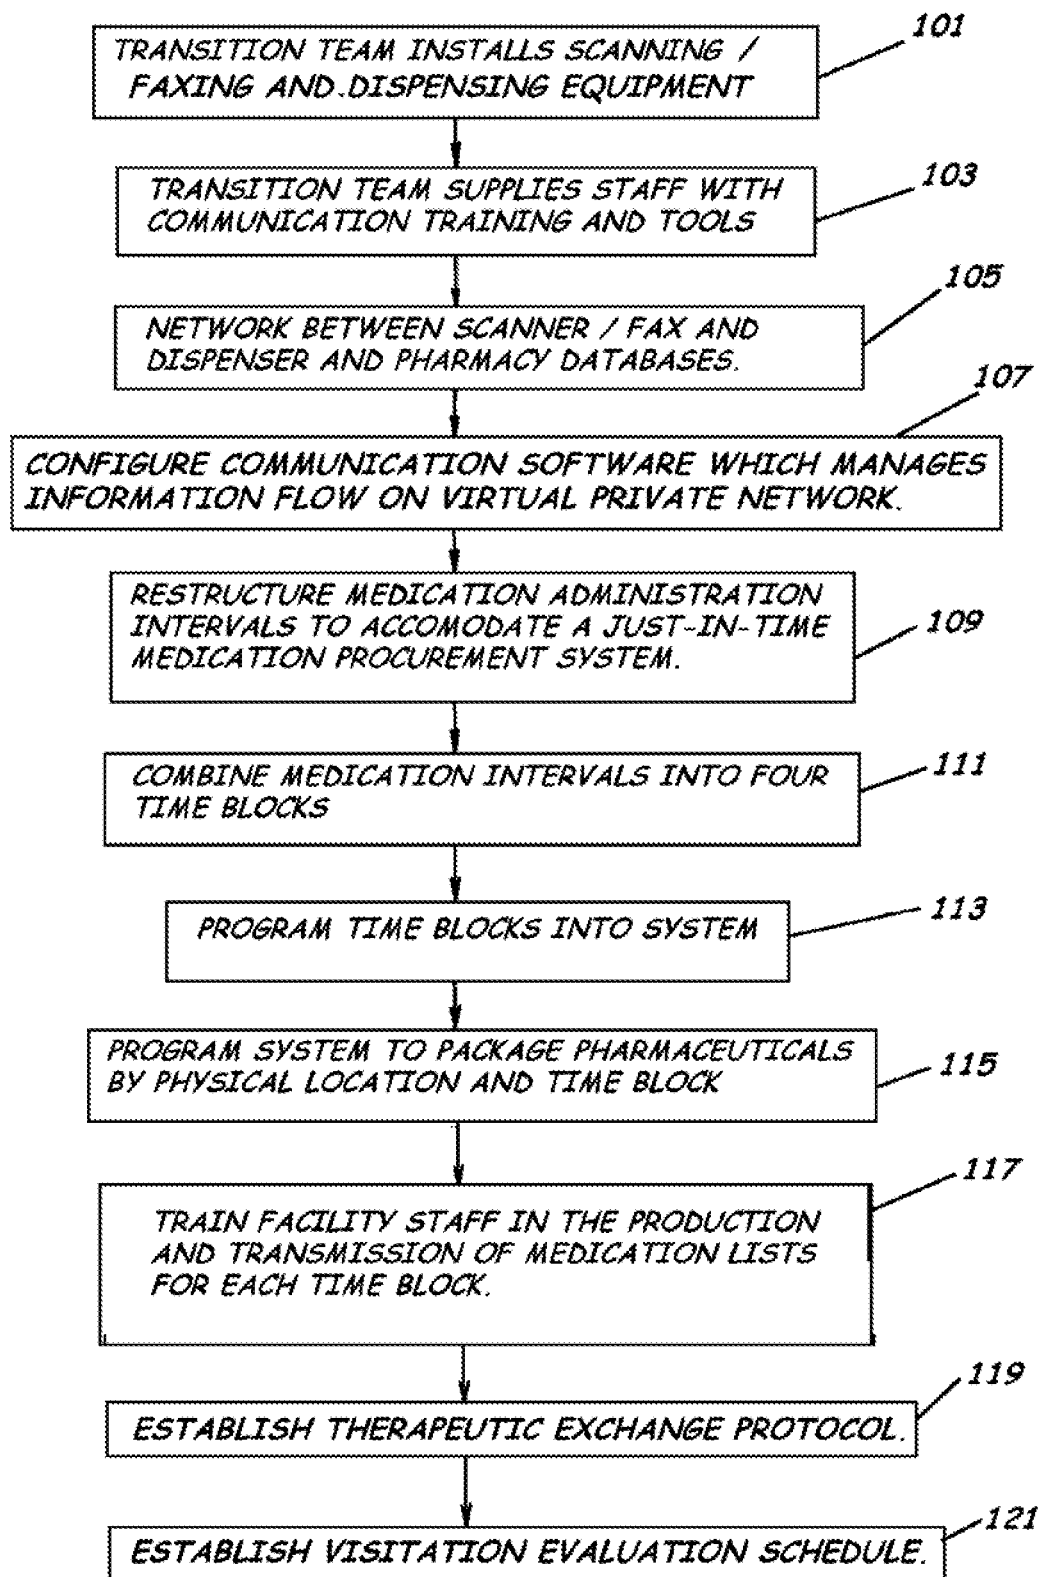 101
TRANSITION TEAM INSTALLS SCANNING /
FAXING AND.DISPENSING EQUIPMENT
103
TRANSITION TEAM SUPPLIES STAFF WITH
COMMUNICATION TRAINING AND TOOLS
105
NETWORK BETWEEN SCANNER / FAX AND
DISPENSER AND PHARMACY DATABASES.
107
CONFIGURE COMMUNICATION SOFTWARE WHICH MANAGES
INFORMATION FLOW ON VIRTUAL PRIVATE NETWORK.
RESTRUCTURE MEDICATION ADMINISTRATION
INTERVALS TO ACCOMODATE A JUST-IN-TIME
MEDICATION PROCUREMENT SYSTEM.
109
COMBINE MEDICATION INTERVALS INTO FOUR
TIME BLOCKS
111
PROGRAM TIME BLOCKS INTO SYSTEM
113
PROGRAM SYSTEM TO PACKAGE PHARMACEUTICALS
BY PHYSICAL LOCATION AND TIME BLOCK
115
117
TRAIN FACILITY STAFF IN THE PRODUCTION
AND TRANSMISSION OF MEDICATION LISTS
FOR EACH TIME BLOCK.
119
ESTABLISH THERAPEUTIC EXCHANGE PROTOCOL.
121
ESTABLISH VISITATION EVALUATION SCHEDULE.